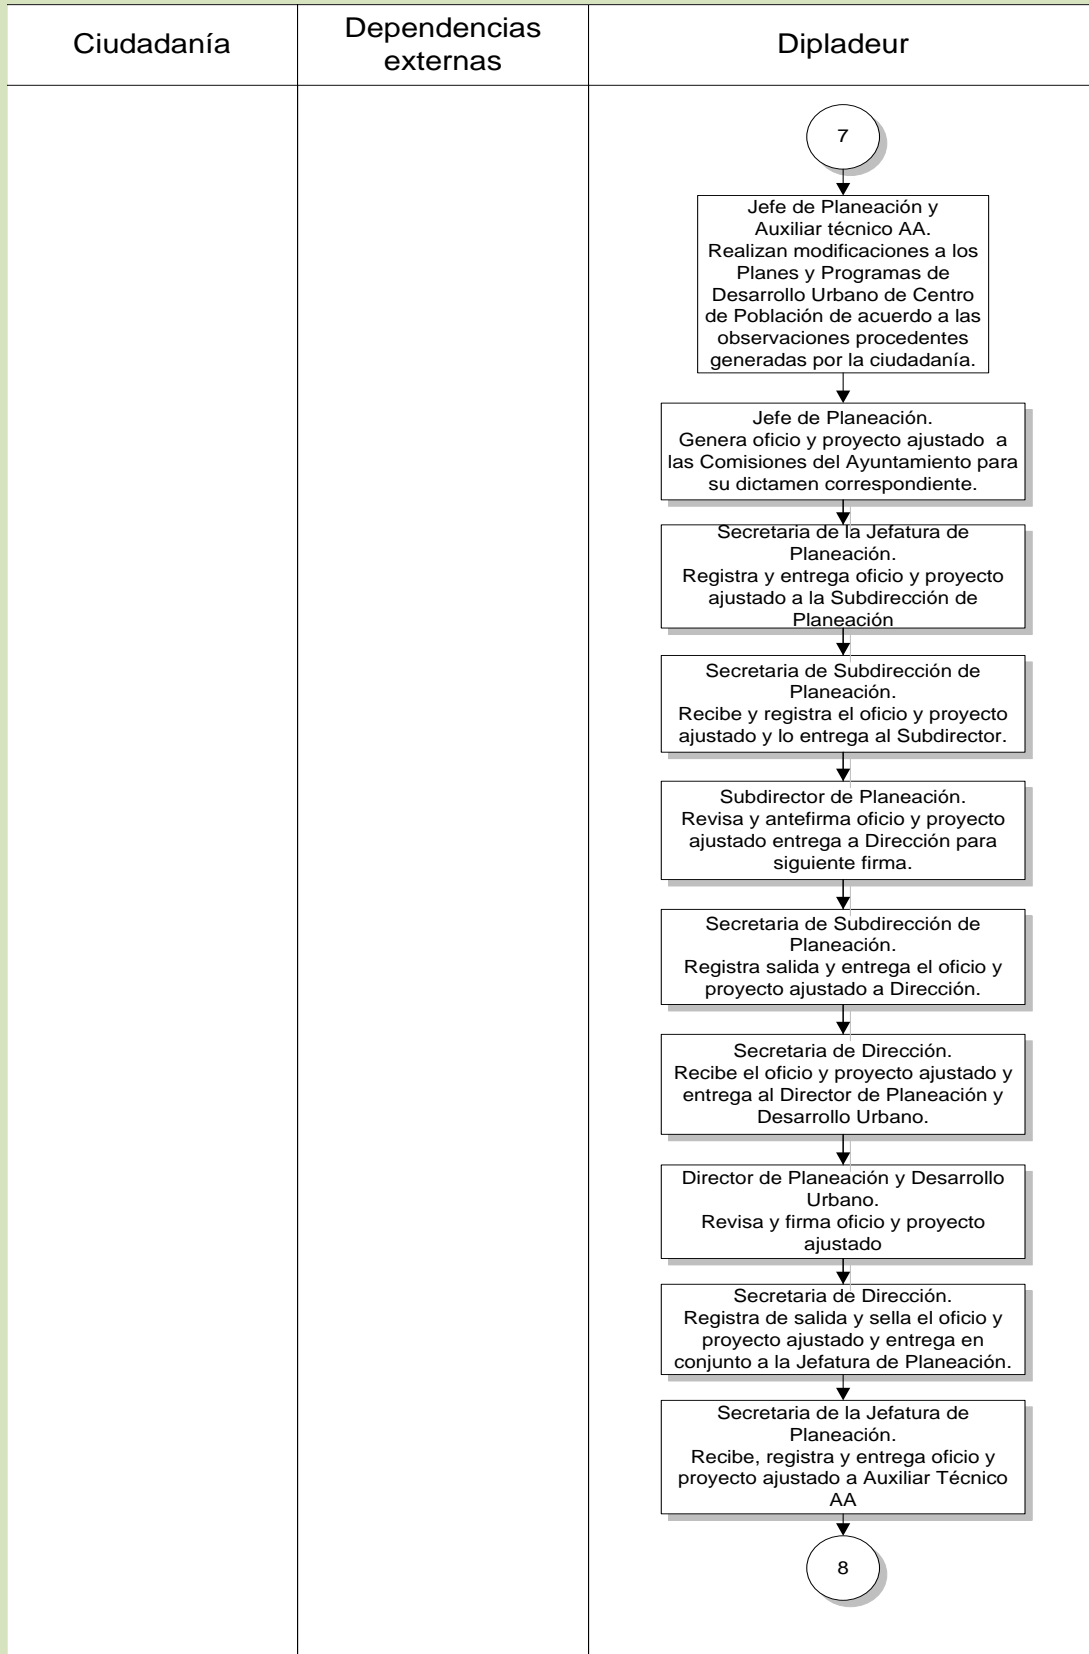 Ciudadanía
Dependencias
externas
Dipladeur
7
Jefe de Planeación y
Auxiliar técnico AA.
Realizan modificaciones a los
Planes y Programas de
Desarrollo Urbano de Centro
de Población de acuerdo a las
observaciones procedentes
generadas por la ciudadanía.
Jefe de Planeación.
Genera oficio y proyecto ajustado  a
las Comisiones del Ayuntamiento para
su dictamen correspondiente.
Secretaria de la Jefatura de
Planeación.
Registra y entrega oficio y proyecto
ajustado a la Subdirección de
Planeación
Secretaria de Subdirección de
Planeación.
Recibe y registra el oficio y proyecto
ajustado y lo entrega al Subdirector.
Subdirector de Planeación.
Revisa y antefirma oficio y proyecto
ajustado entrega a Dirección para
siguiente firma.
Secretaria de Subdirección de
Planeación.
Registra salida y entrega el oficio y
proyecto ajustado a Dirección.
Secretaria de Dirección.
Recibe el oficio y proyecto ajustado y
entrega al Director de Planeación y
Desarrollo Urbano.
Director de Planeación y Desarrollo
Urbano.
Revisa y firma oficio y proyecto
ajustado
Secretaria de Dirección.
Registra de salida y sella el oficio y
proyecto ajustado y entrega en
conjunto a la Jefatura de Planeación.
Secretaria de la Jefatura de
Planeación.
Recibe, registra y entrega oficio y
proyecto ajustado a Auxiliar Técnico
AA
8